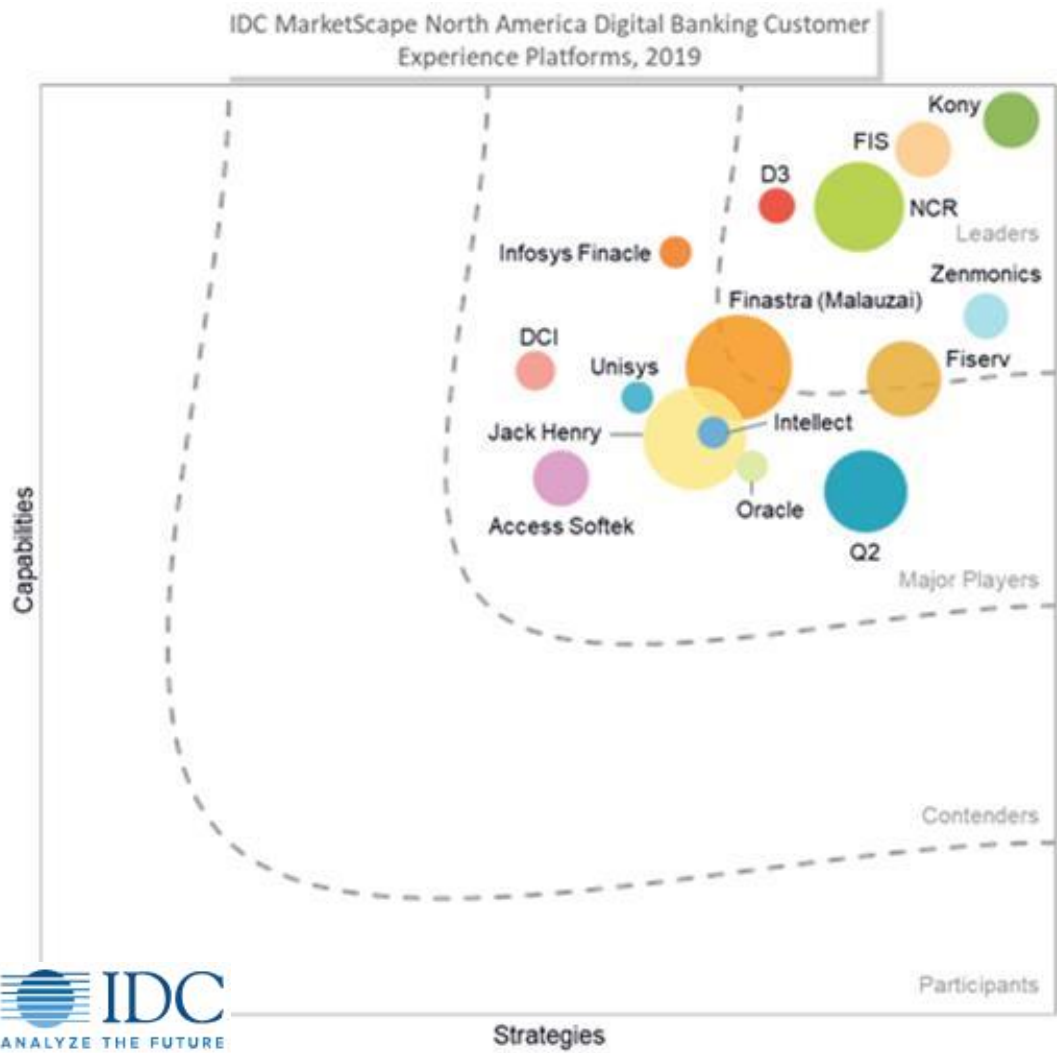 IDC MarketScape North America Digital Banking Customer
Experience Platforms, 2019
Kony
FIS
D3
NCR
Leaders
Infosys Finacle
Zenmonics
Finastra (Malauzai)
DCI
Unisys
Fiserv
Jack Henry
Intellect
Access Softek
Oracle
Q2
Major Players
Capabilities
Contenders
Participants
IDC
ANALYZE THE FUTURE
Strategies